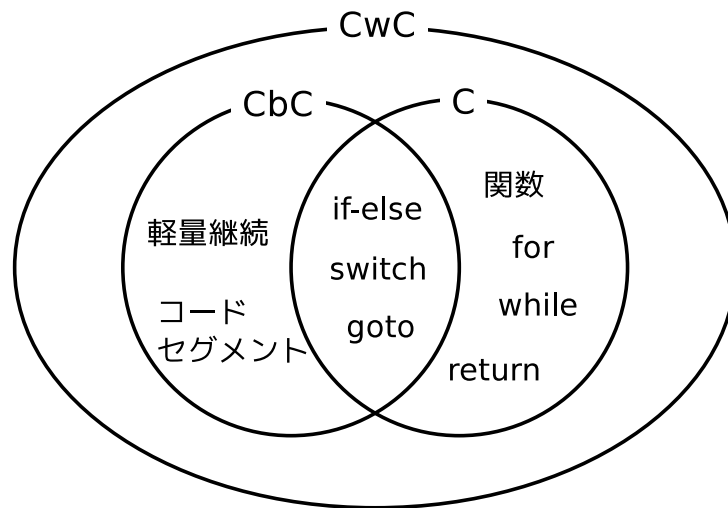 CwC
CbC
C
軽量継続
コード
セグメント
if-else
switch
goto
関数
for
while
return